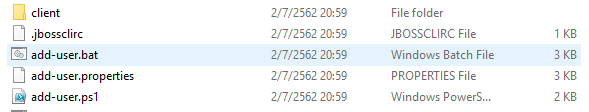 client 2/7/2562 20:59 File folder
.jbossclirc 2/7/2562 20:59 JBOSSCLIRC File 1 KB
add-user.bat 2/7/2562 20:59 Windows Batch File 3 KB
add-user.properties 2/7/2562 20:59 PROPERTIES File 3 KB
add-user.ps1 2/7/2562 20:59 Windows PowerS... 1 KB